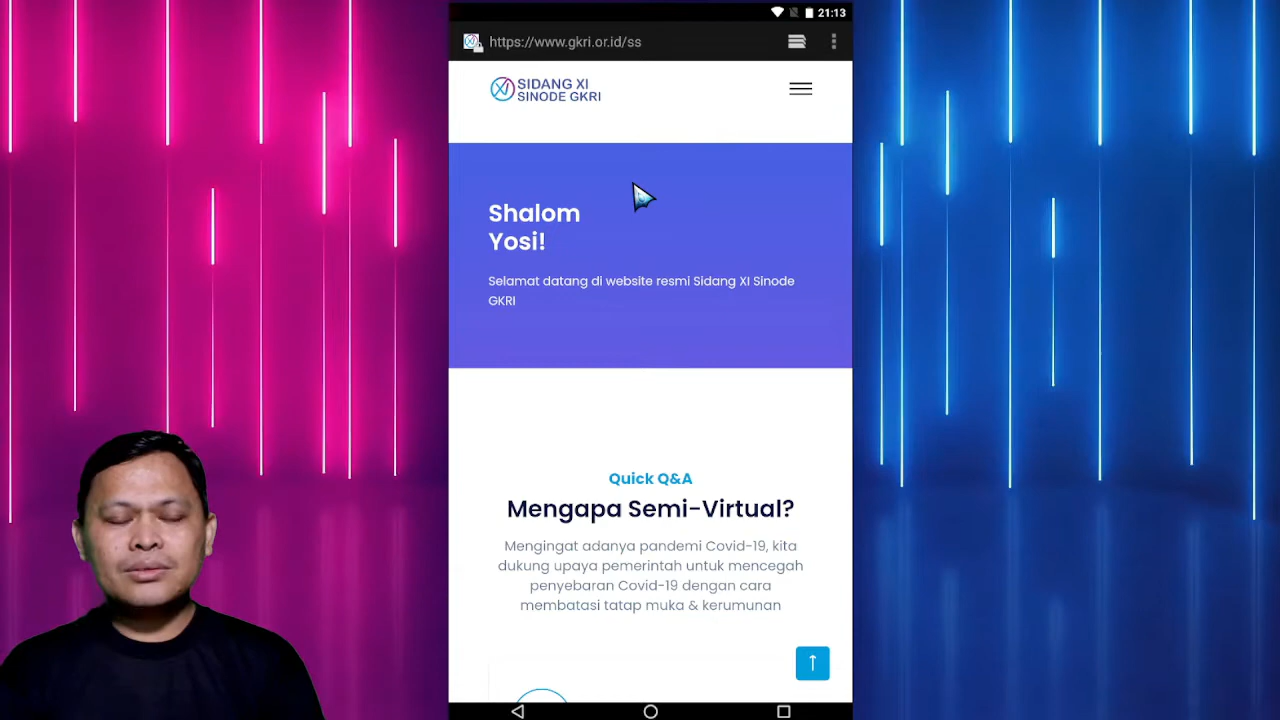 21:13
https://www.gkri.or.id/ss
SIDANG XI
SINODE GKRI
Shalom
Yosi!
Selamat datang di website resmi Sidang XI Sinode
GKRI
Quick Q&A
Mengapa Semi-Virtual?
Mengingat adanya pandemi Covid-19, kita
dukung upaya pemerintah untuk mencegah
penyebaran Covid-19 dengan cara
membatasi tatap muka & kerumunan